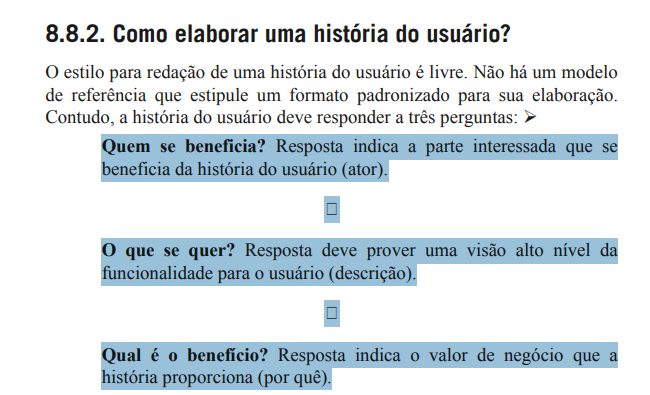 8.8.2. Como elaborar uma história do usuário?
O estilo para redação de uma história do usuário é livre. Não há um modelo
de referência que estipule um formato padronizado para sua elaboração.
Contudo, a história do usuário deve responder a três perguntas: ➢
Quem se beneficia? Resposta indica a parte interessada que se
beneficia da história do usuário (ator).
□
O que se quer? Resposta deve prover uma visão alto nível da
funcionalidade para o usuário (descrição).
□
Qual é o benefício? Resposta indica o valor de negócio que a
história proporciona (por quê).